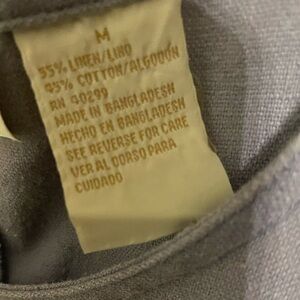 M
55% LINEN/LINO
45% COTTON/ALGODON
RN 40299
MADE IN BANGLADESH
HECHO EN BANGLADESH
SEE REVERSE FOR CARE
VER AL DORSO PARA
CUIDADO